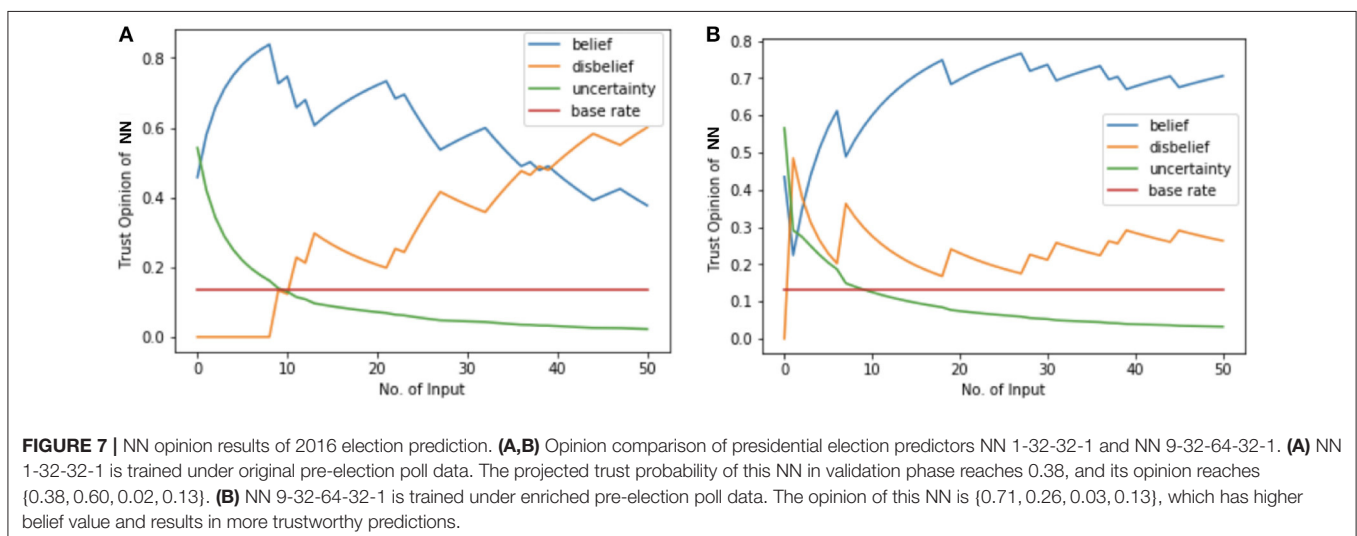 A
0.8
0.6
0.4
0.2
0.0
Trust Opinion of NN
belief
disbelief
uncertainty
base rate
0 10 20 30 40 50
No. of Input
B
0.8
0.7
0.6
0.5
0.4
0.3
0.2
0.1
0.0
Trust Opinion of NN
belief
disbelief
uncertainty
base rate
0 10 20 30 40 50
No. of Input
FIGURE 7 | NN opinion results of 2016 election prediction. (A,B) Opinion comparison of presidential election predictors NN 1-32-32-1 and NN 9-32-64-32-1. (A) NN
1-32-32-1 is trained under original pre-election poll data. The projected trust probability of this NN in validation phase reaches 0.38, and its opinion reaches
{0.38, 0.60, 0.02, 0.13}. (B) NN 9-32-64-32-1 is trained under enriched pre-election poll data. The opinion of this NN is {0.71, 0.26, 0.03, 0.13}, which has higher
belief value and results in more trustworthy predictions.